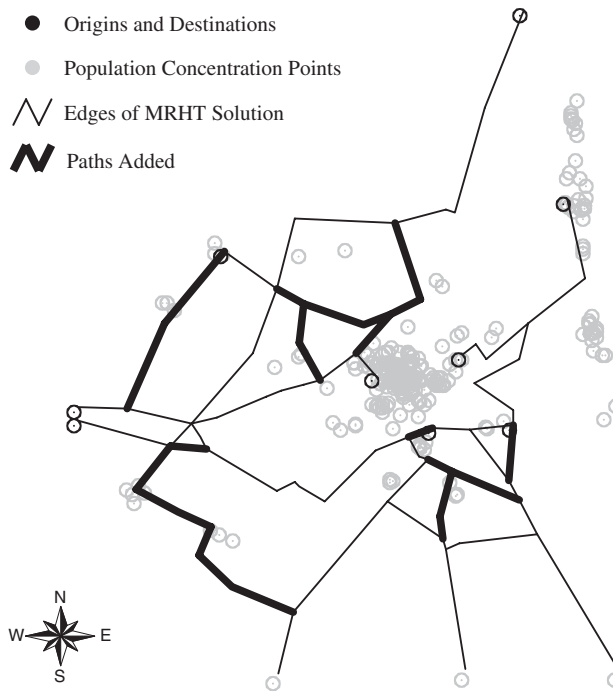 Origins and Destinations
Population Concentration Points
Edges of MRHT Solution
Paths Added
N
W E
S